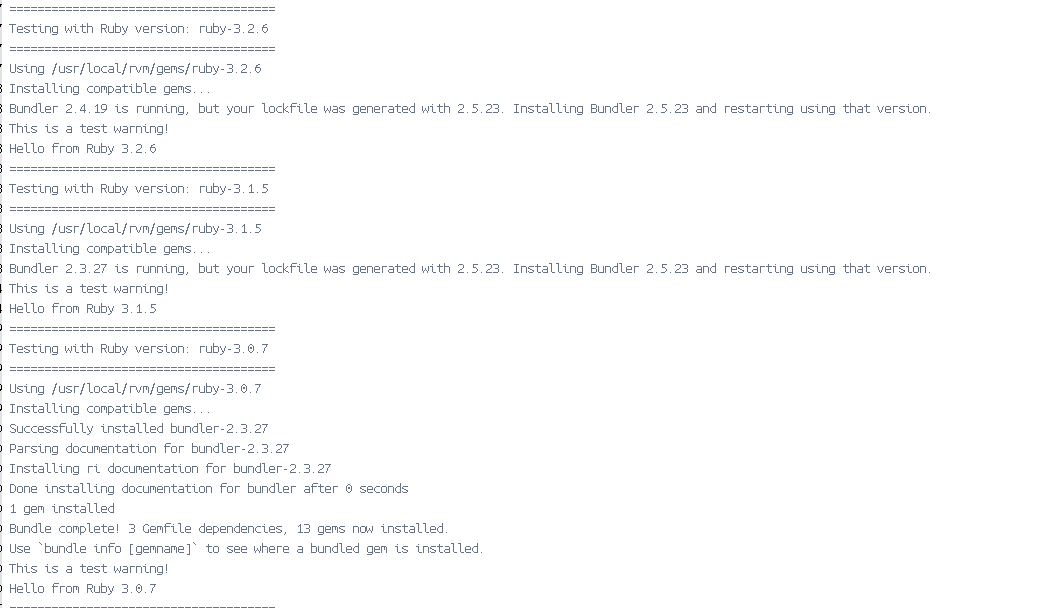 ======================================
Testing with Ruby version: ruby-3.2.6
======================================
Using /usr/local/rvm/gems/ruby-3.2.6
Installing compatible gems...
Bundler 2.4.19 is running, but your lockfile was generated with 2.5.23. Installing Bundler 2.5.23 and restarting using that version.
This is a test warning!
Hello from Ruby 3.2.6
======================================
Testing with Ruby version: ruby-3.1.5
======================================
Using /usr/local/rvm/gems/ruby-3.1.5
Installing compatible gems...
Bundler 2.3.27 is running, but your lockfile was generated with 2.5.23. Installing Bundler 2.5.23 and restarting using that version.
This is a test warning!
Hello from Ruby 3.1.5
======================================
Testing with Ruby version: ruby-3.0.7
======================================
Using /usr/local/rvm/gems/ruby-3.0.7
Installing compatible gems...
Successfully installed bundler-2.3.27
Parsing documentation for bundler-2.3.27
Installing ri documentation for bundler-2.3.27
Done installing documentation for bundler after 0 seconds
1 gem installed
Bundle complete! 3 Gemfile dependencies, 13 gems now installed.
Use `bundle info [gemname]` to see where a bundled gem is installed.
This is a test warning!
Hello from Ruby 3.0.7
======================================